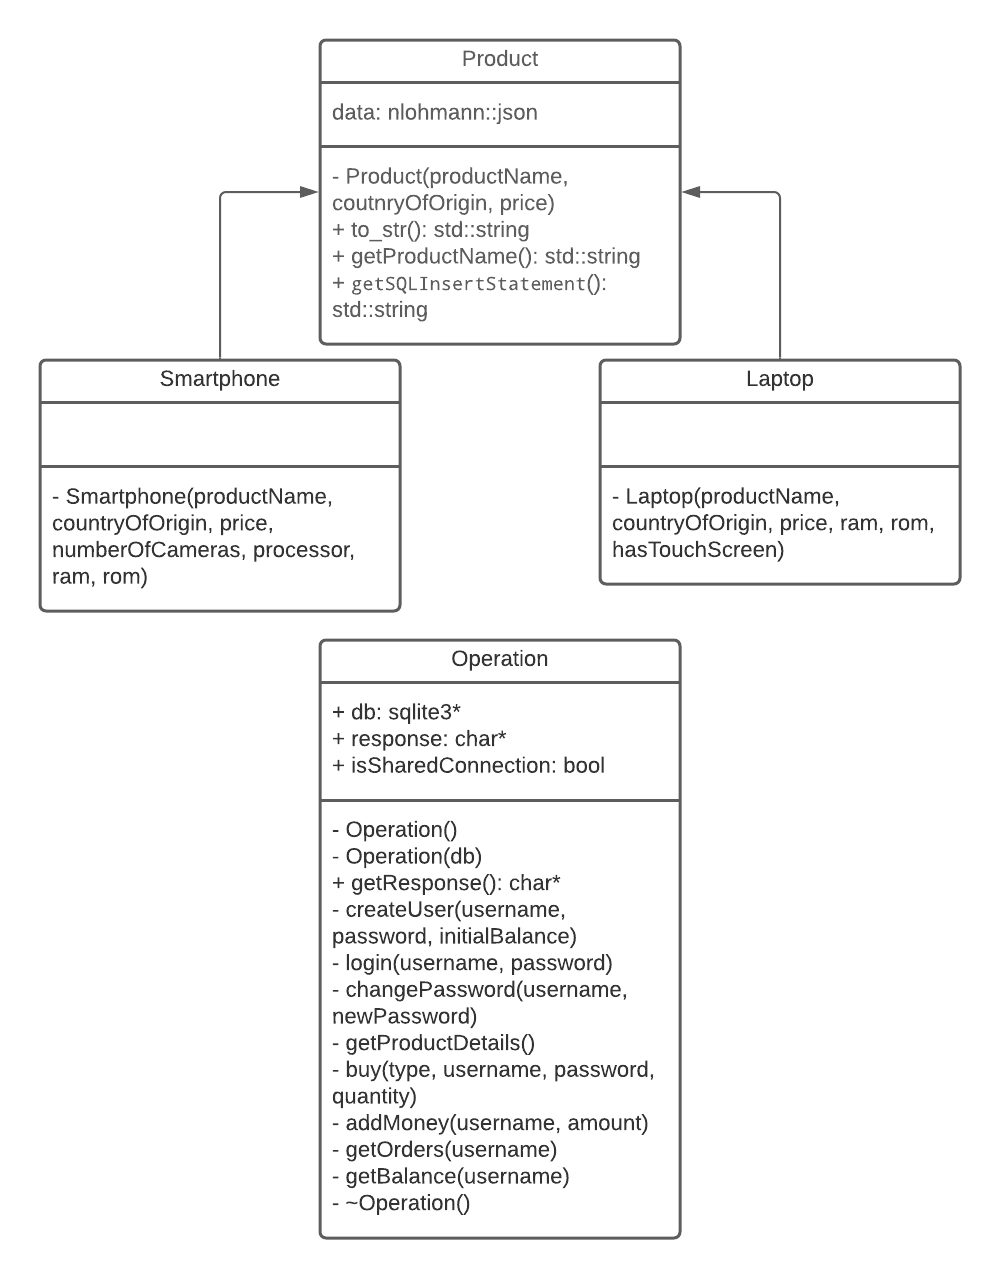 Product
data: nlohmann::json
- Product(productName,
coutnryOfOrigin, price)
+ to_str(): std::string
+ getProductName(): std::string
+ getSQLInsertStatement():
std::string
Smartphone
- Smartphone(productName,
countryOfOrigin, price,
numberOfCameras, processor,
ram, rom)
Laptop
- Laptop(productName,
countryOfOrigin, price, ram, rom,
hasTouchScreen)
Operation
+ db: sqlite3*
+ response: char*
+ isSharedConnection: bool
- Operation()
- Operation(db)
+ getResponse(): char*
- createUser(username,
password, initialBalance)
- login(username, password)
- changePassword(username,
newPassword)
- getProductDetails()
- buy(type, username, password,
quantity)
- addMoney(username, amount)
- getOrders(username)
- getBalance(username)
- ~Operation()